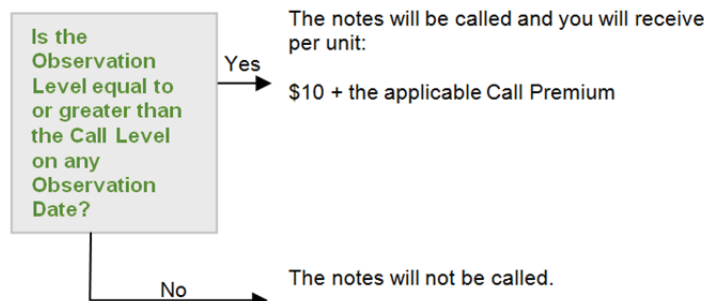 Is the
Observation
Level equal to
or greater than
the Call Level
on any
Observation
Date?
Yes
The notes will be called and you will receive
per unit:
$10 + the applicable Call Premium
No
The notes will not be called.